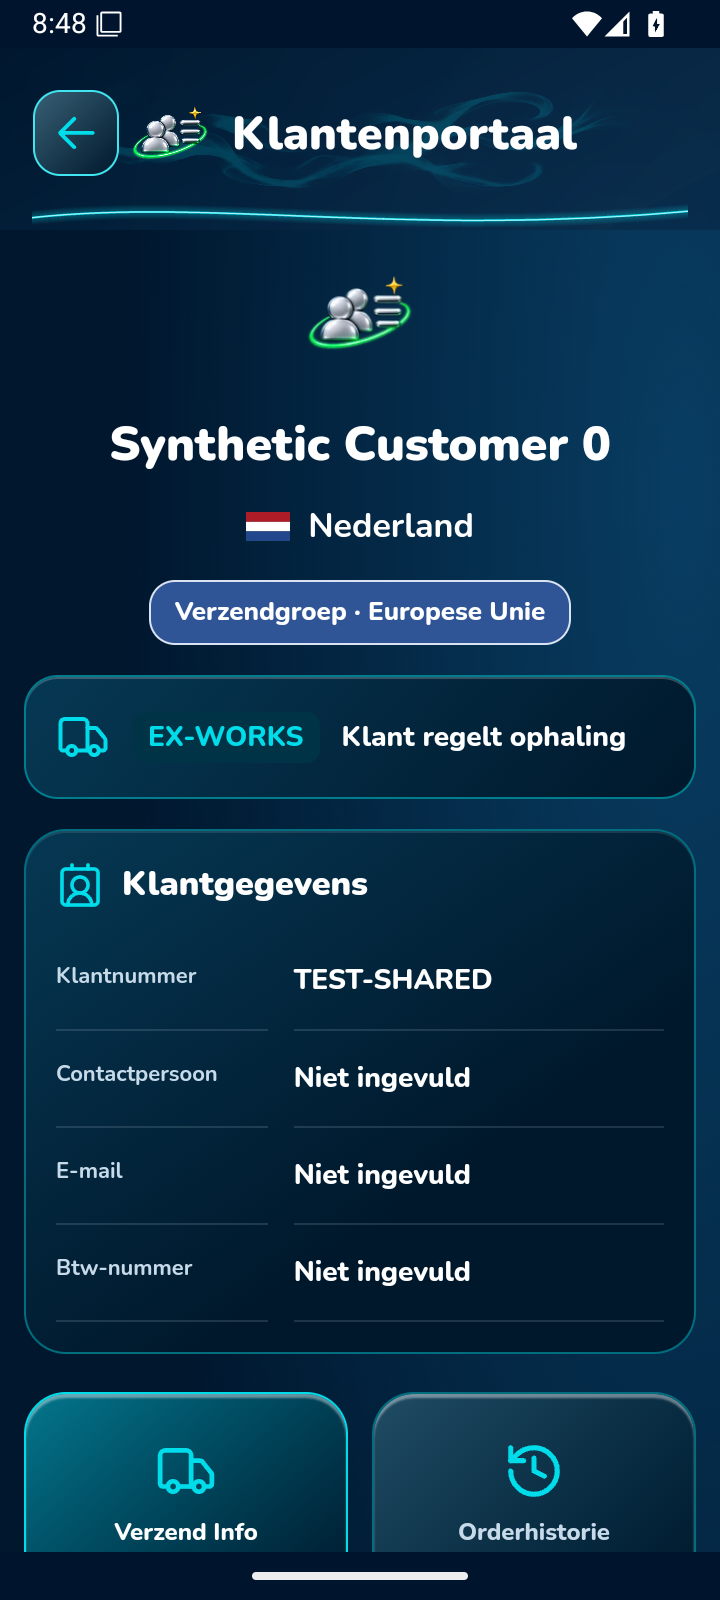 8:48
Klantenportaal
Synthetic Customer 0
Nederland
Verzendgroep · Europese Unie
EX-WORKS Klant regelt ophaling
Klantgegevens
Klantnummer TEST-SHARED
Contactpersoon Niet ingevuld
E-mail Niet ingevuld
Btw-nummer Niet ingevuld
Verzend Info Orderhistorie